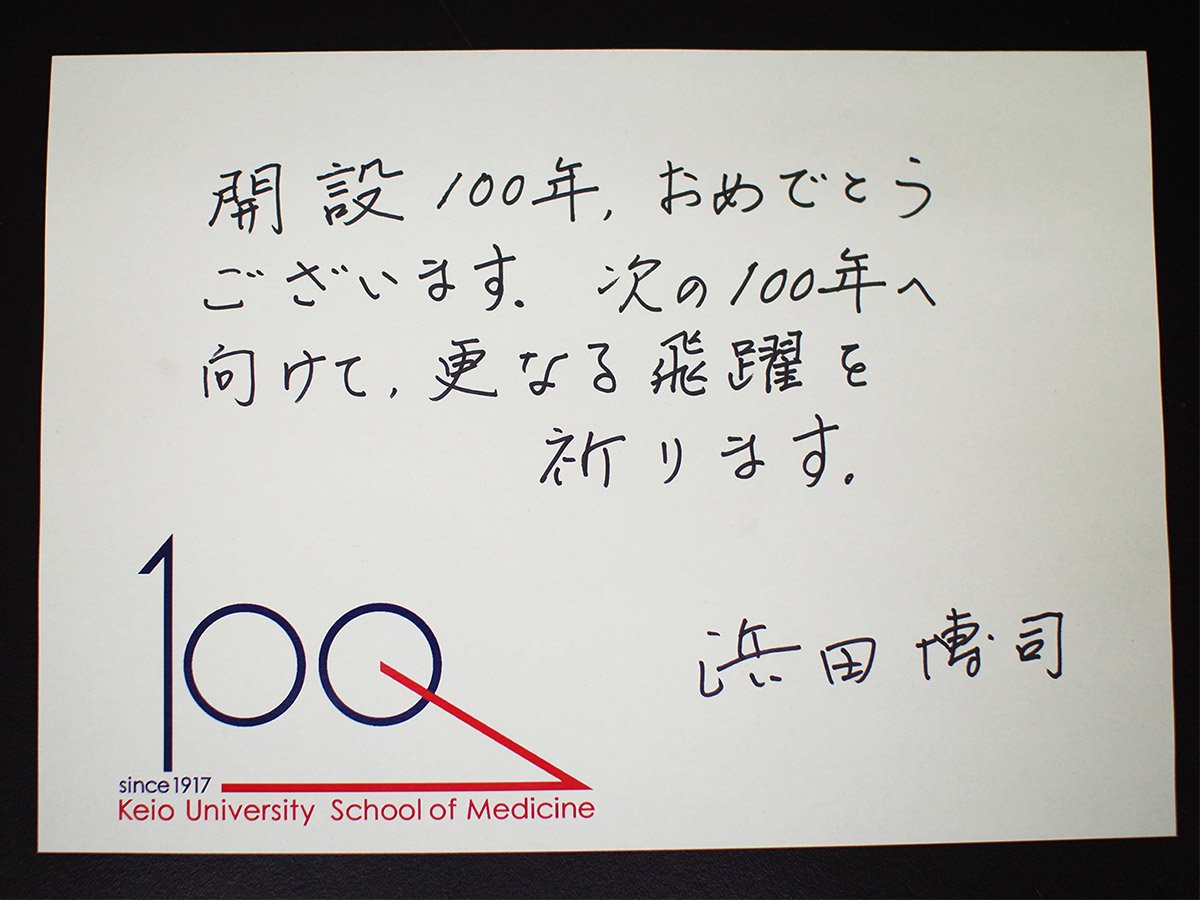 開設100年,おめでとう
ございます.次の100年へ
向けて,更なる飛躍を
祈ります.
浜田博司
100
since1917
Keio University School of Medicine